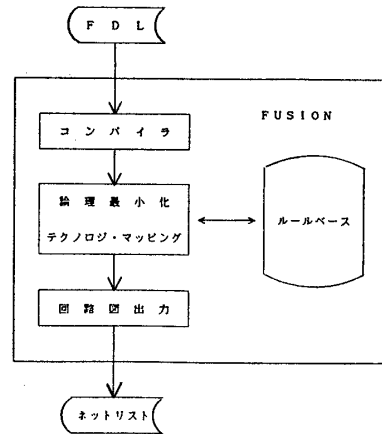 FDL
FUSION
コンパイラ
論理最小化
テクノロジ・マッピング
ルールベース
回路図出力
ネットリスト